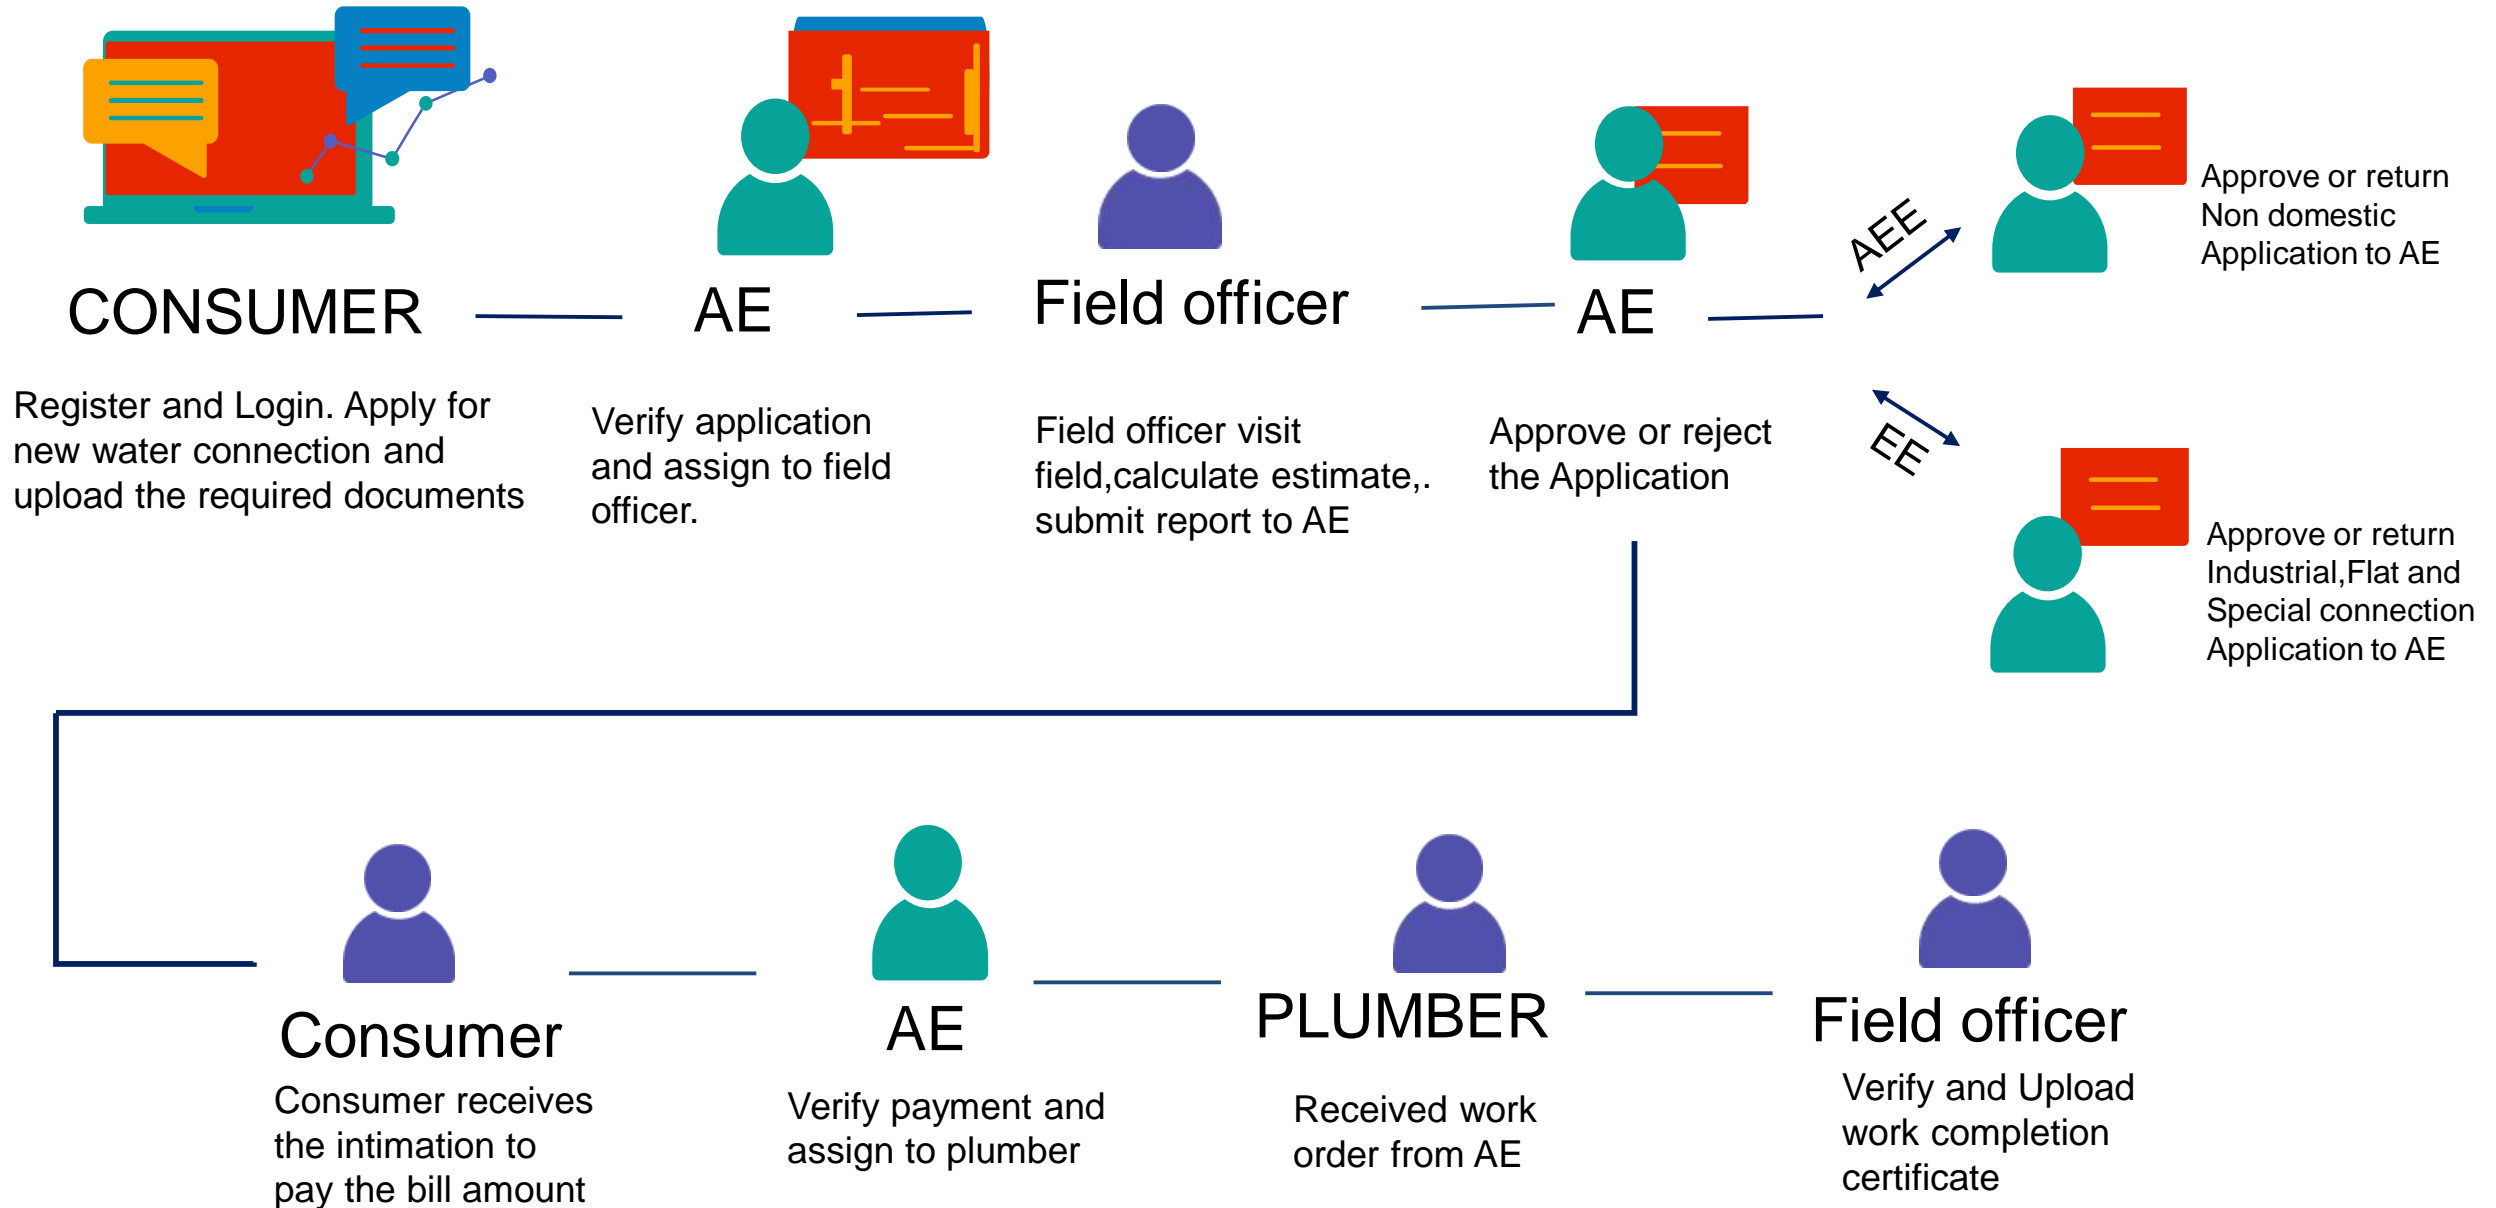 CONSUMER
Register and Login. Apply for
new water connection and
upload the required documents
AE
Verify application
and assign to field
officer.
Field officer
Field officer visit
field,calculate estimate,.
submit report to AE
AE
Approve or reject
the Application
AEE
Approve or return
Non domestic
Application to AE
EE
Approve or return
Industrial,Flat and
Special connection
Application to AE
Consumer
Consumer receives
the intimation to
pay the bill amount
AE
Verify payment and
assign to plumber
PLUMBER
Received work
order from AE
Field officer
Verify and Upload
work completion
certificate